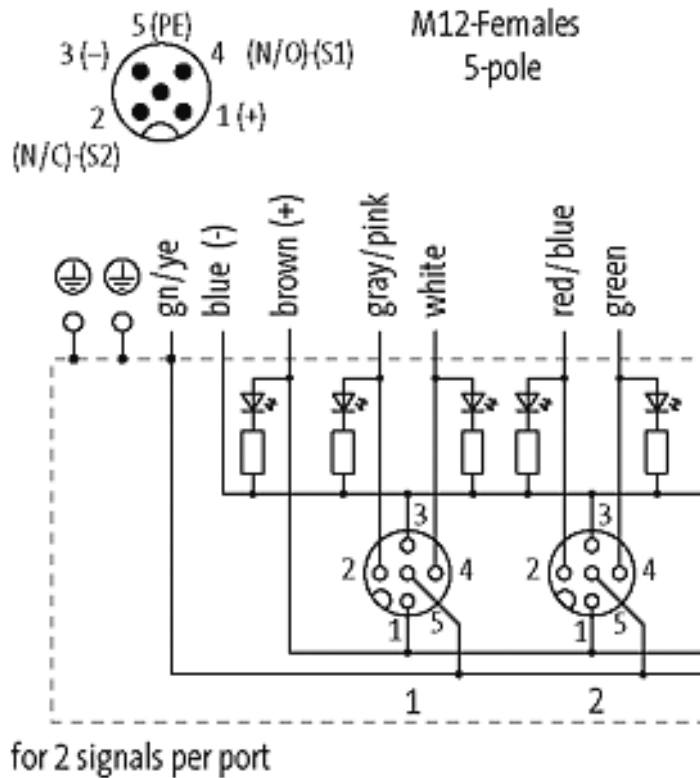 M12-Females
5-pole
5 (PE)
3 (–)
4 (N/O)-(S1)
2
1 (+)
(N/C)-(S2)
gn/ye
blue (-)
brown (+)
gray/pink
white
red/blue
green
3
3
2
4
2
4
1
5
1
5
1
2
for 2 signals per port